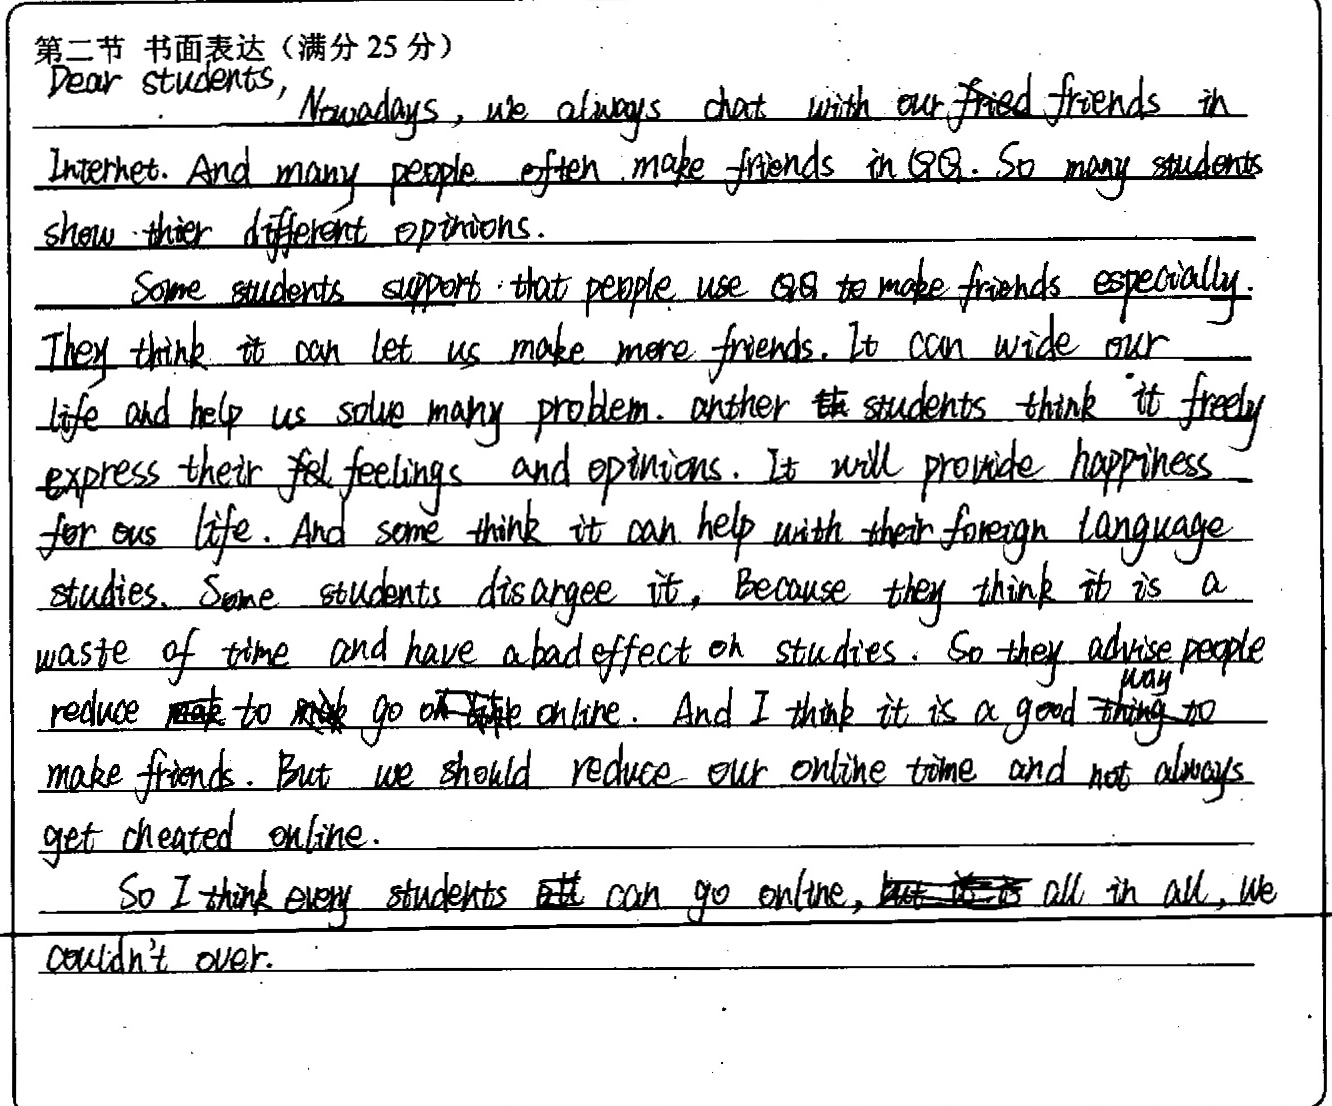 第二节 书面表达（满分 25 分）
Dear students,
Nowadays, we always chat with our fried friends in
Internet. And many people often make friends in QQ. So many students
show thier different opinions.
Some students support that people use QQ to make friends especially.
They think it can let us make more friends. It can wide our
life and help us solve many problem. anther students think it freely
express their fel feelings and opinions. It will provide happiness
for ous life. And some think it can help with their foreign language
studies. Some students disargee it, Because they think it is a
waste of time and have a bad effect on studies. So they advise people
way
reduce to go online. And I think it is a good thing to
make friends. But we should reduce our online time and not always
get cheated online.
So I think every students can go online, all in all, we
couldn't over.